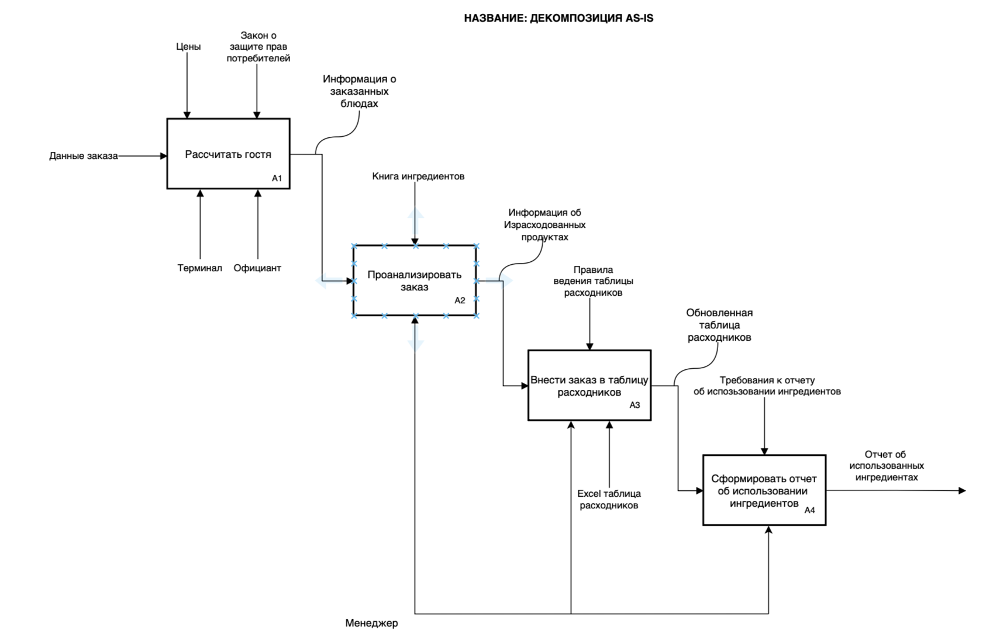 НАЗВАНИЕ: ДЕКОМПОЗИЦИЯ AS-IS
Цены
Закон о
защите прав
потребителей
Информация о
заказанных
блюдах
Данные заказа
Рассчитать гостя
A1
Терминал
Официант
Книга ингредиентов
Информация об
Израсходованных
продуктах
Проанализировать
заказ
A2
Правила
ведения таблицы
расходников
Обновленная
таблица
расходников
Внести заказ в таблицу
расходников
A3
Требования к отчету
об испозьзовании ингредиентов
Excel таблица
расходников
Сформировать отчет
об использовании
ингредиентов
A4
Отчет об
использованных
ингредиентах
Менеджер